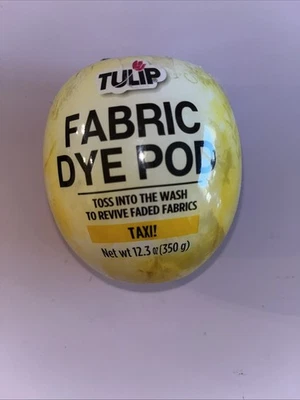 TULIP
FABRIC
DYE POD
TOSS INTO THE WASH
TO REVIVE FADED FABRICS
TAXI!
Net wt 12.3 oz (350 g)